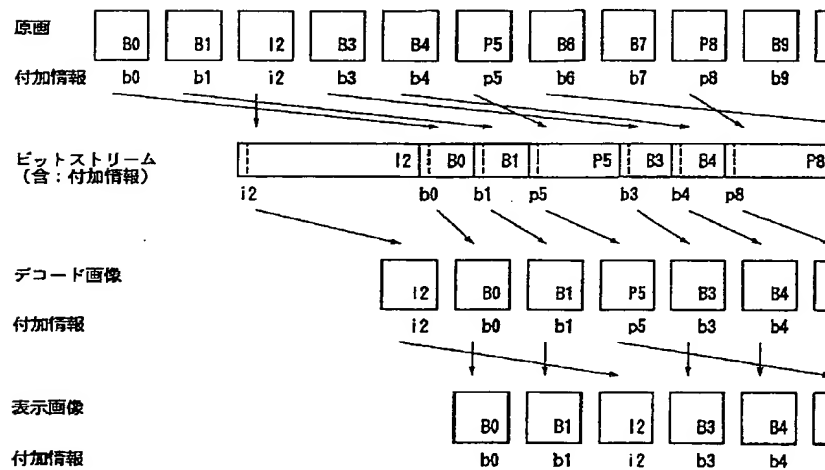 原画 B0 B1 I2 B3 B4 P5 B6 B7 P8 B9
付加情報 b0 b1 i2 b3 b4 p5 b6 b7 p8 b9
ビットストリーム I2 B0 B1 P5 B3 B4 P8
（含：付加情報）
i2 b0 b1 p5 b3 b4 p8
デコード画像 I2 B0 B1 P5 B3 B4
付加情報 i2 b0 b1 p5 b3 b4
表示画像 B0 B1 I2 B3 B4
付加情報 b0 b1 i2 b3 b4